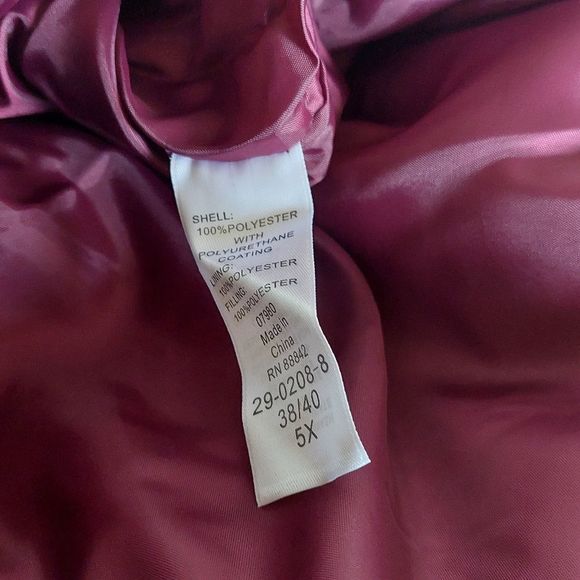 SHELL:
100%POLYESTER
WITH
POLYURETHANE
COATING
LINING:
100%POLYESTER
FILLING:
100%POLYESTER
07980
Made in
China
RN 88842
29-0208-8
38/40
5X